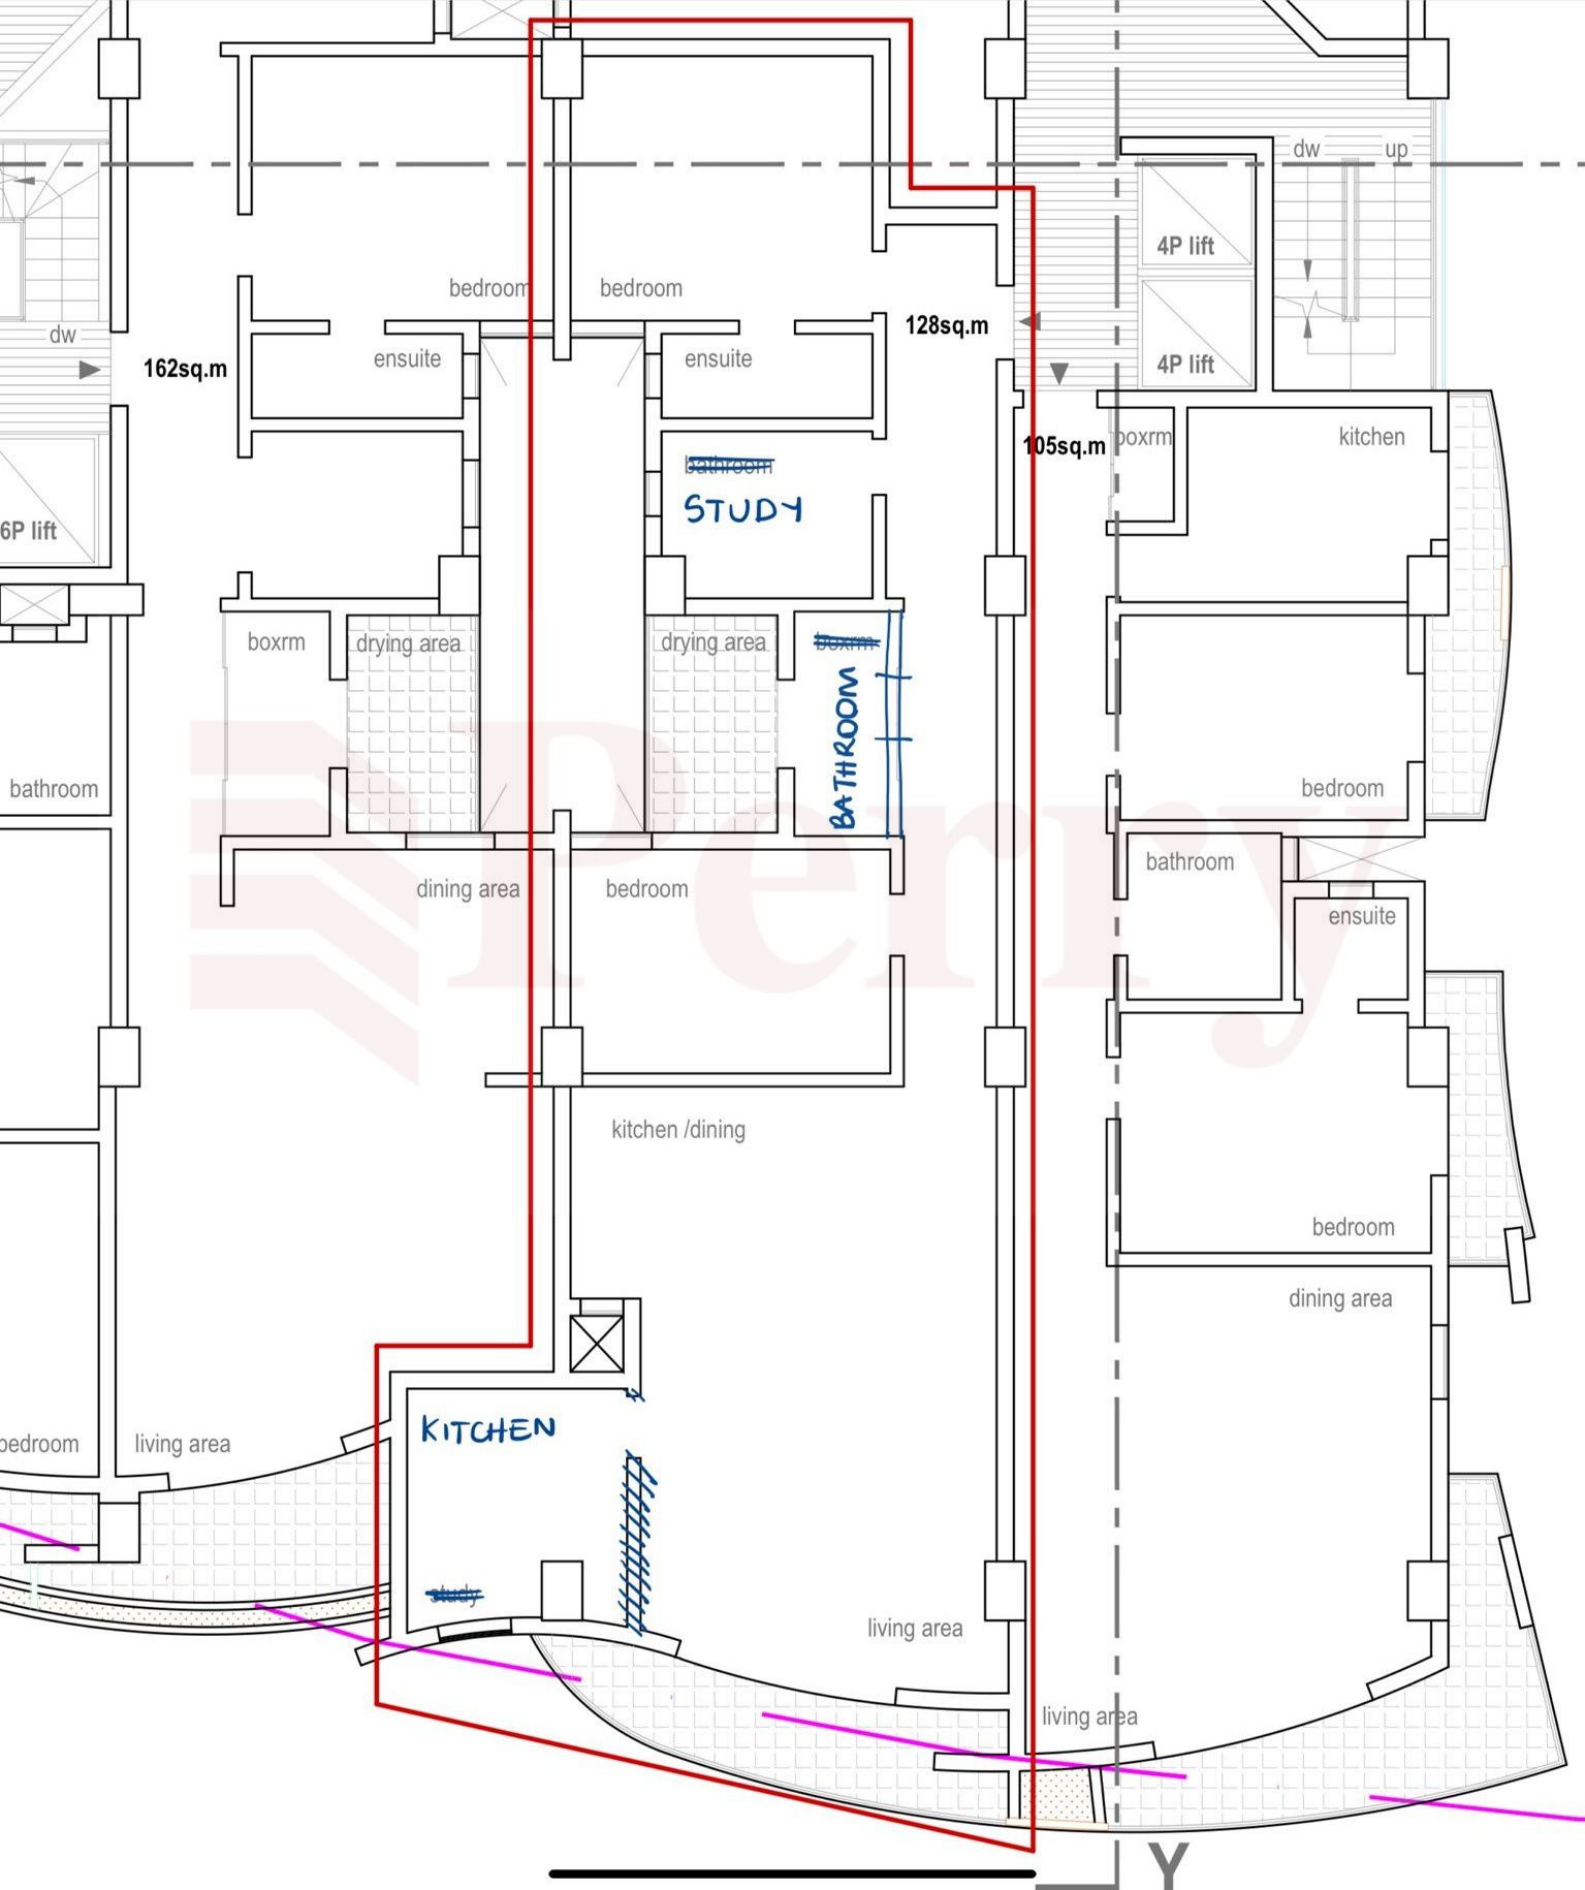 dw
up
4P lift
bedroom
bedroom
dw
162sq.m
ensuite
ensuite
128sq.m
4P lift
105sq.m
boxrm
kitchen
bathroom
STUDY
6P lift
boxrm
drying area
drying area
boxrm
BATHROOM
bathroom
bedroom
Perry
dining area
bedroom
bathroom
ensuite
kitchen /dining
bedroom
dining area
bedroom
living area
KITCHEN
study
living area
living area
Y